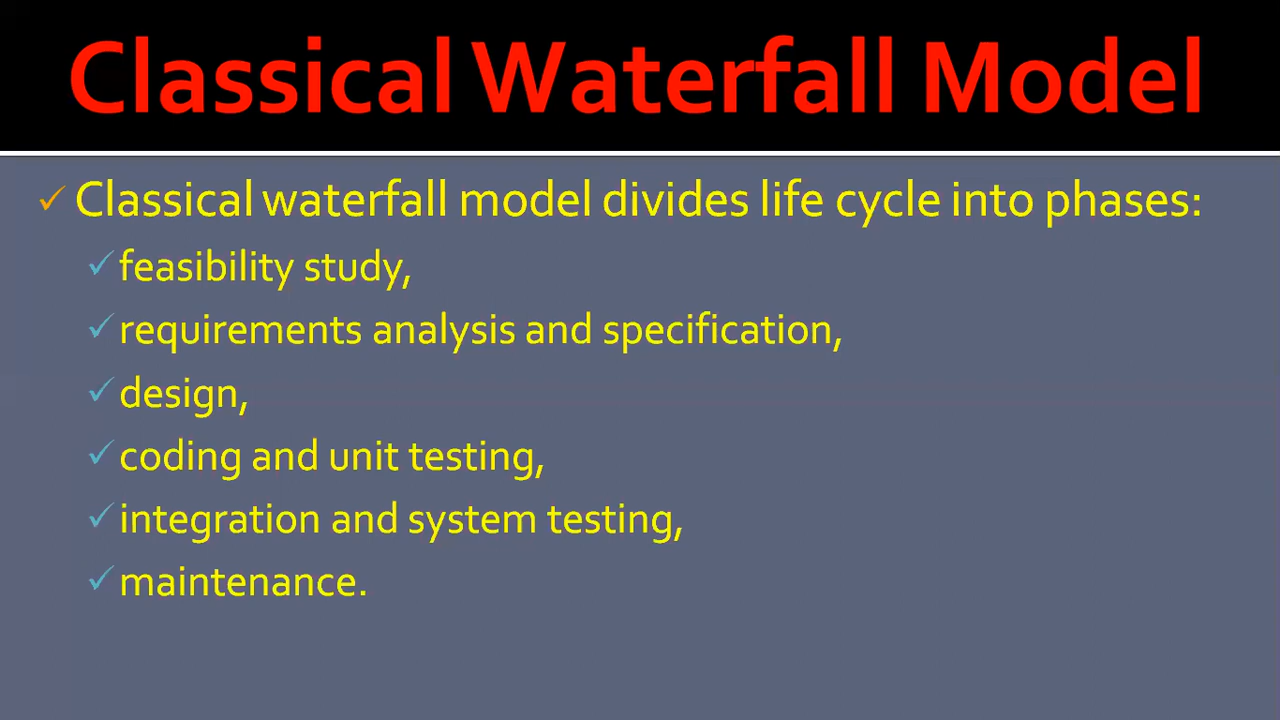 Classical Waterfall Model
Classical waterfall model divides life cycle into phases:
feasibility study,
requirements analysis and specification,
design,
coding and unit testing,
integration and system testing,
maintenance.